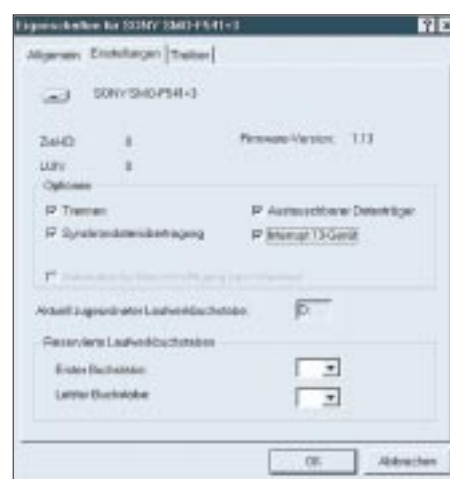 Eigenschaften für SONY SMO-F541<3
Allgemein Einstellungen Treiber
SONY SMO-F541<3
Ziel-ID: Firmware-Version: 1.13
LUN:
Optionen
Trennen Austauschbarer Datenträger
Synchrondatenübertragung Interrupt 13-Gerät
Aktuell zugeordneter Laufwerkbuchstabe: D:
Reservierte Laufwerkbuchstaben
Erster Buchstabe:
Letzter Buchstabe:
OK Abbrechen